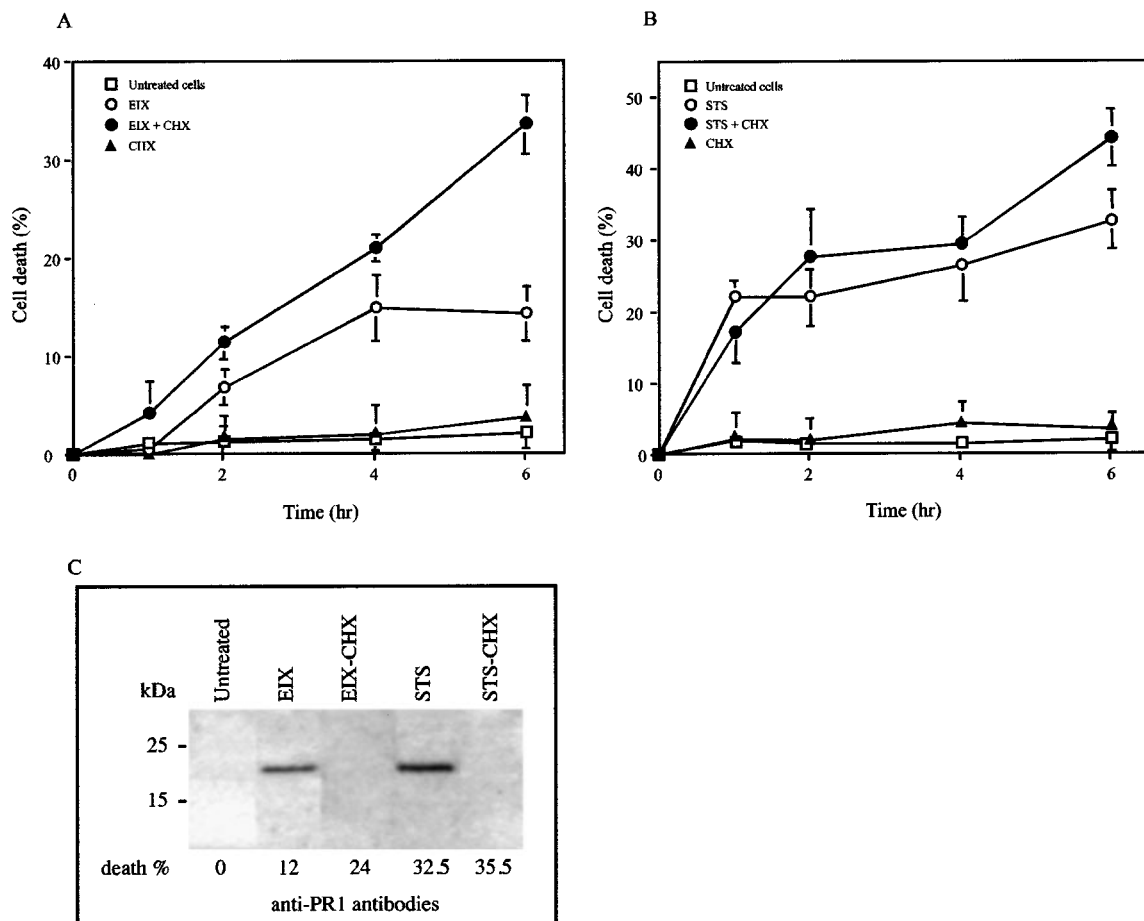 A
40
30
20
10
0
Cell death (%)
Untreated cells
EIX
EIX + CHX
CHX
0
2
4
6
Time (hr)
B
50
40
30
20
10
0
Cell death (%)
Untreated cells
STS
STS + CHX
CHX
0
2
4
6
Time (hr)
C
kDa
Untreated
EIX
EIX-CHX
STS
STS-CHX
25
15
death % 0 12 24 32.5 35.5
anti-PR1 antibodies